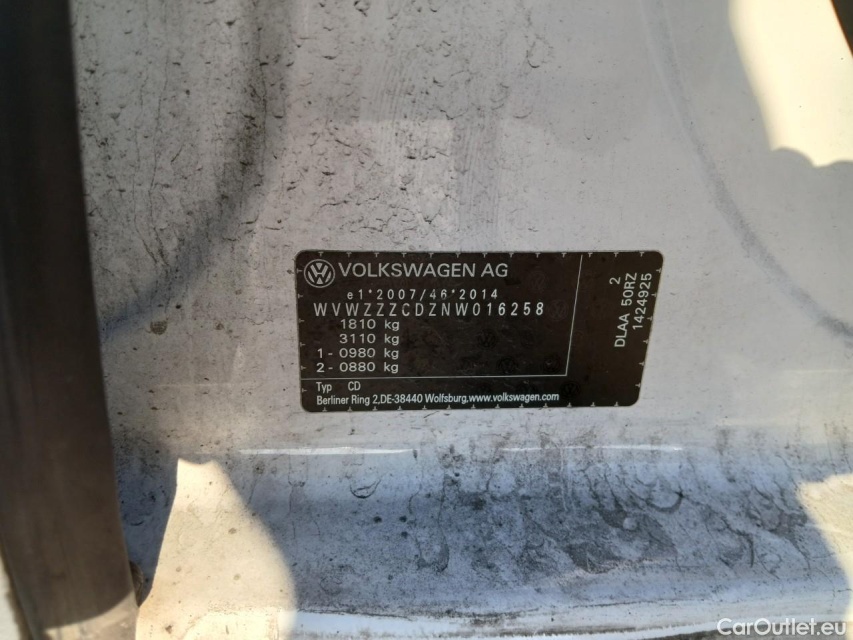 VOLKSWAGEN AG
e1*2007/46*2014
WVWZZZCDZNW016258
1810 kg
3110 kg
1 - 0980 kg
2 - 0880 kg
Typ CD
Berliner Ring 2,DE-38440 Wolfsburg,www.volkswagen.com
2
DLAA 50RZ
1424925
CarOutlet.eu